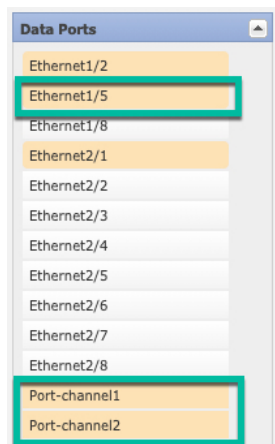 Data Ports
Ethernet1/2
Ethernet1/5
Ethernet1/8
Ethernet2/1
Ethernet2/2
Ethernet2/3
Ethernet2/4
Ethernet2/5
Ethernet2/6
Ethernet2/7
Ethernet2/8
Port-channel1
Port-channel2